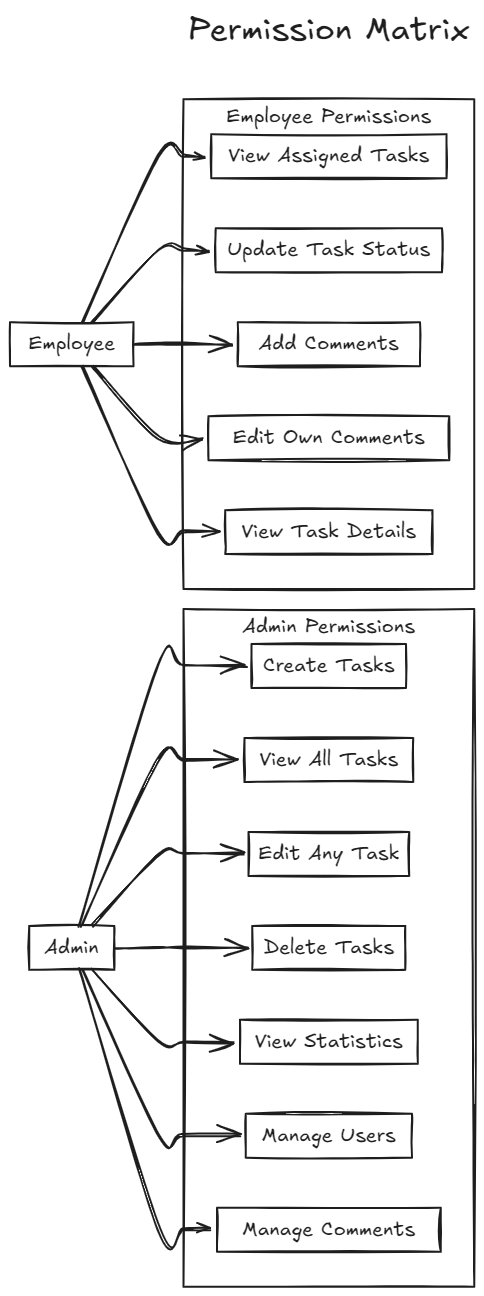 Permission Matrix
Employee Permissions
View Assigned Tasks
Update Task Status
Employee
Add Comments
Edit Own Comments
View Task Details
Admin Permissions
Create Tasks
View All Tasks
Edit Any Task
Admin
Delete Tasks
View Statistics
Manage Users
Manage Comments